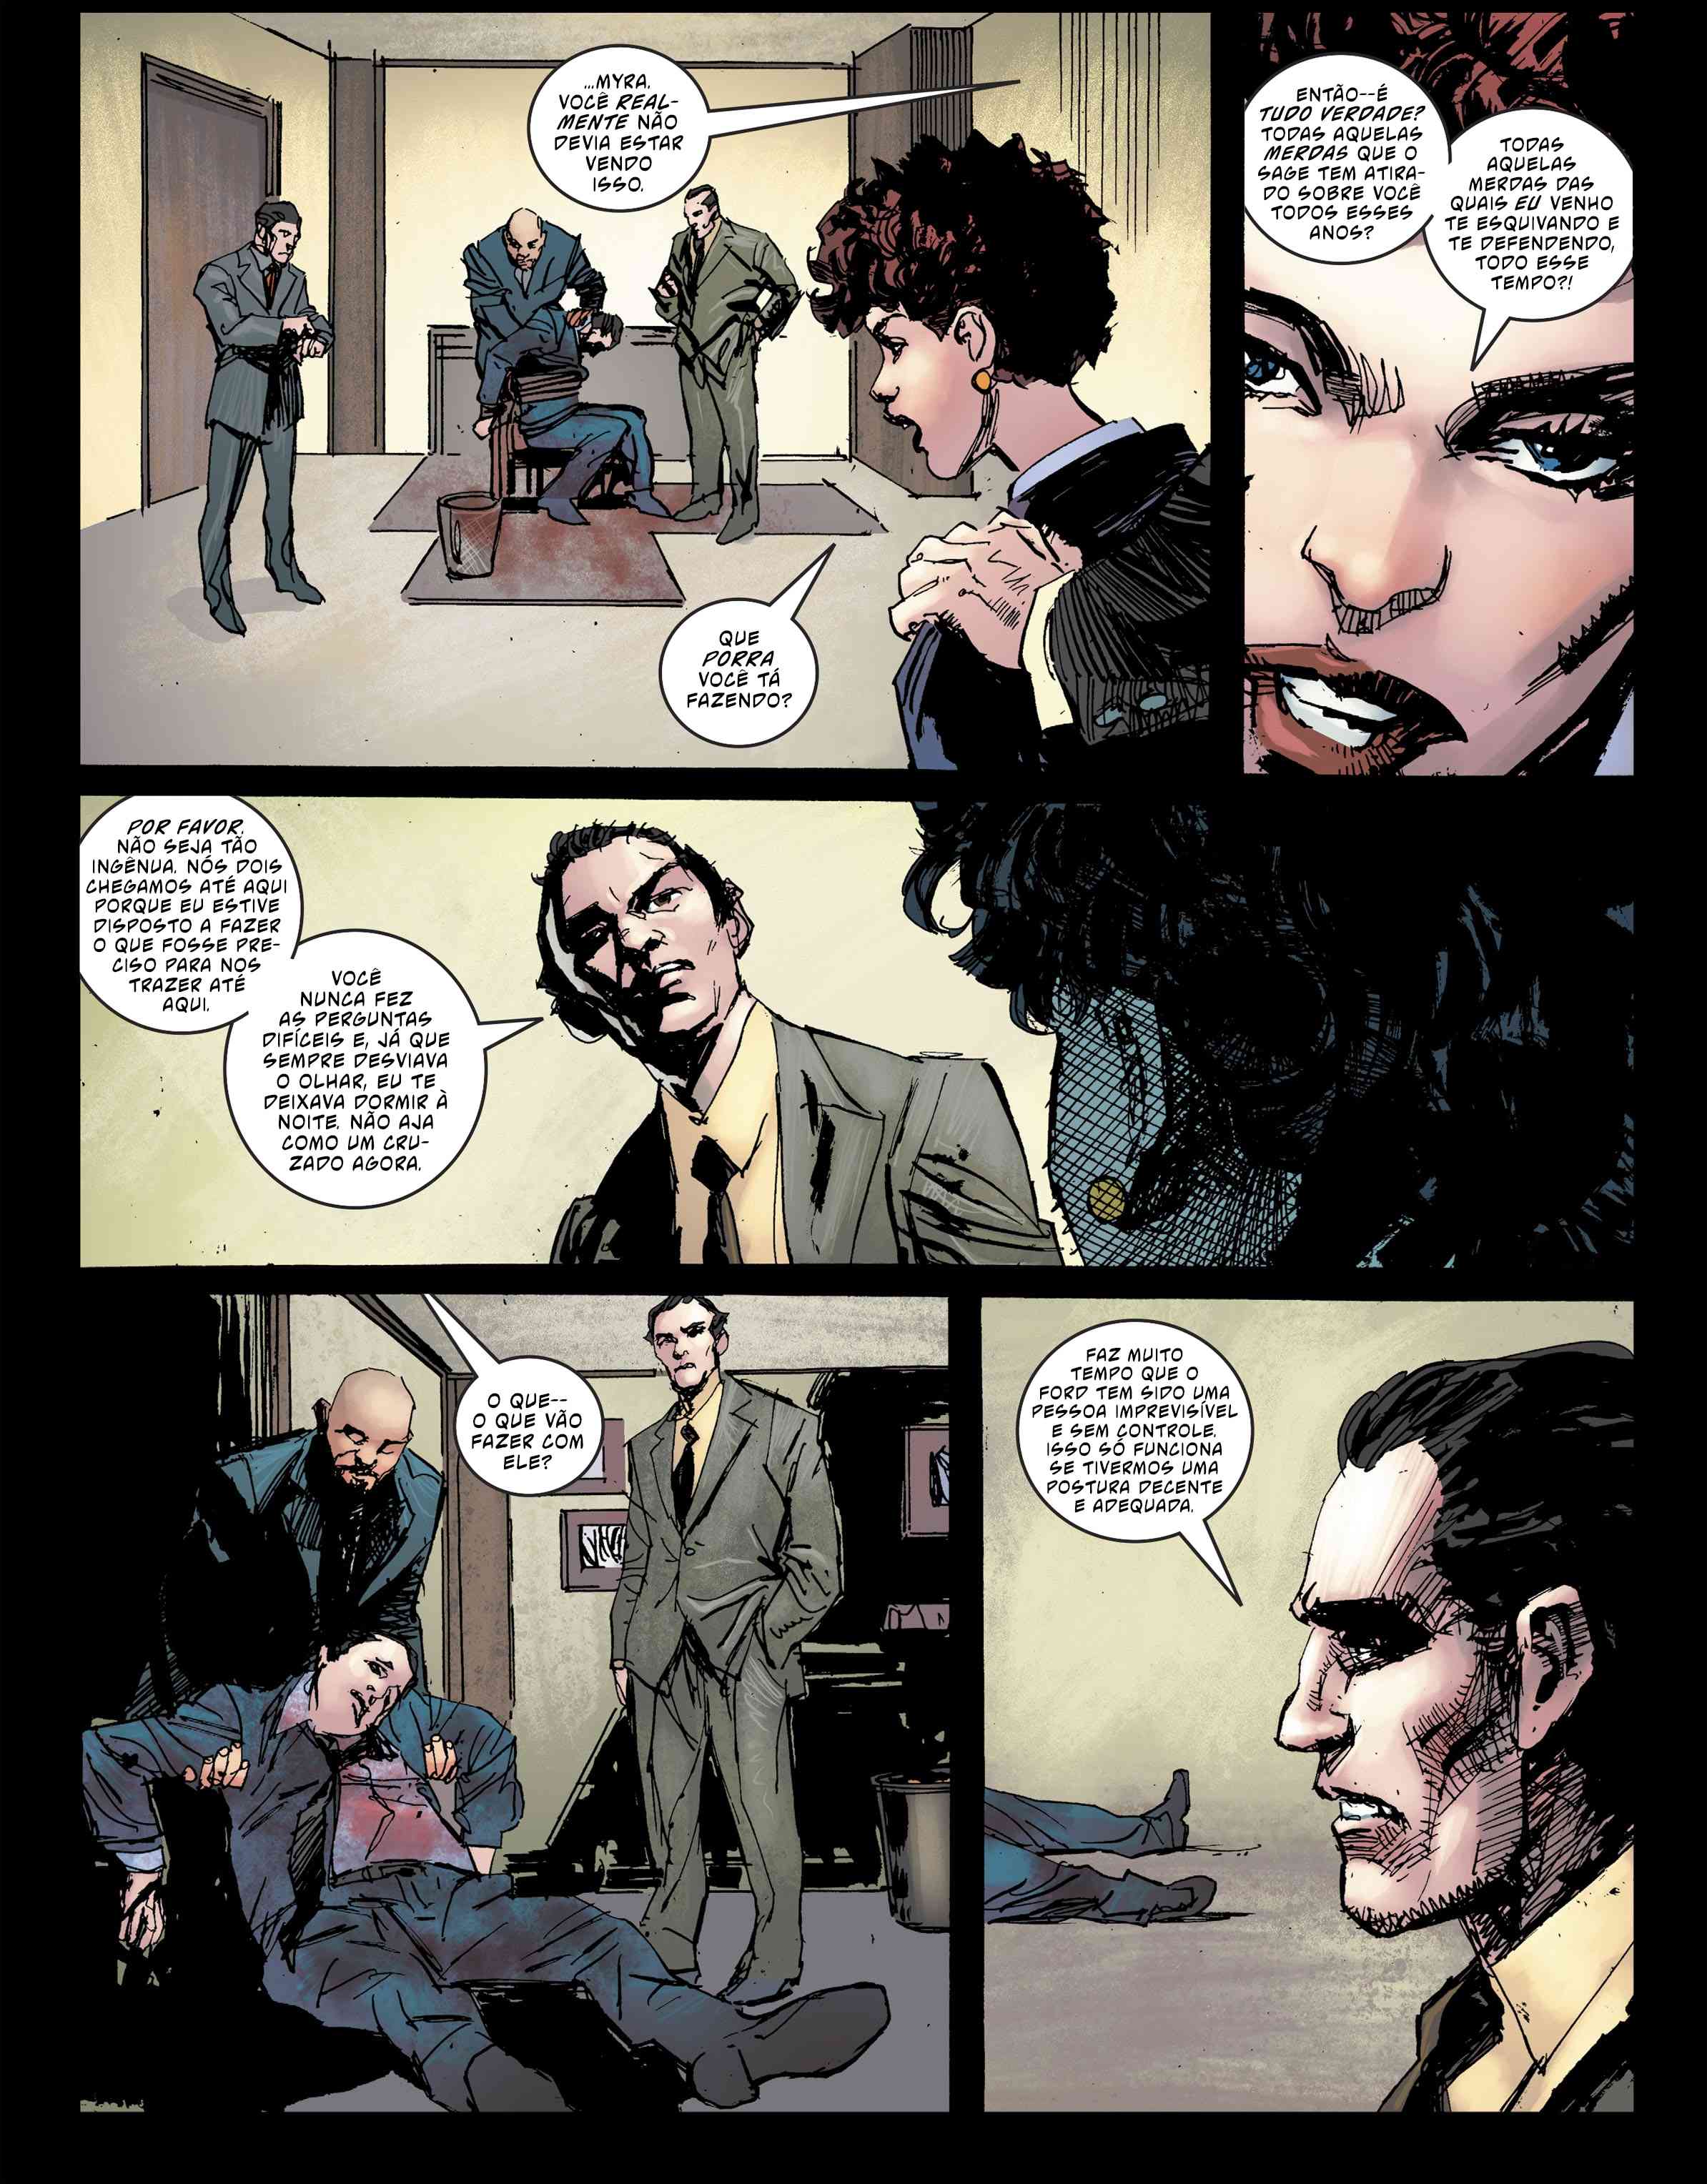 ...MYRA.
VOCÊ REAL-
MENTE NÃO
DEVIA ESTAR
VENDO
ISSO.
QUE
PORRA
VOCÊ TÁ
FAZENDO?
ENTÃO--É
TUDO VERDADE?
TODAS AQUELAS
MERDAS QUE O
SAGE TEM ATIRA-
DO SOBRE VOCÊ
TODOS ESSES
ANOS?
TODAS
AQUELAS
MERDAS DAS
QUAIS EU VENHO
TE ESQUIVANDO E
TE DEFENDENDO,
TODO ESSE
TEMPO?!
POR FAVOR.
NÃO SEJA TÃO
INGÊNUA. NÓS DOIS
CHEGAMOS ATÉ AQUI
PORQUE EU ESTIVE
DISPOSTO A FAZER
O QUE FOSSE PRE-
CISO PARA NOS
TRAZER ATÉ
AQUI.
VOCÊ
NUNCA FEZ
AS PERGUNTAS
DIFÍCEIS E, JÁ QUE
SEMPRE DESVIAVA
O OLHAR, EU TE
DEIXAVA DORMIR À
NOITE. NÃO AJA
COMO UM CRU-
ZADO AGORA.
O QUE--
O QUE VÃO
FAZER COM
ELE?
FAZ MUITO
TEMPO QUE O
FORD TEM SIDO UMA
PESSOA IMPREVISÍVEL
E SEM CONTROLE.
ISSO SÓ FUNCIONA
SE TIVERMOS UMA
POSTURA DECENTE
E ADEQUADA.